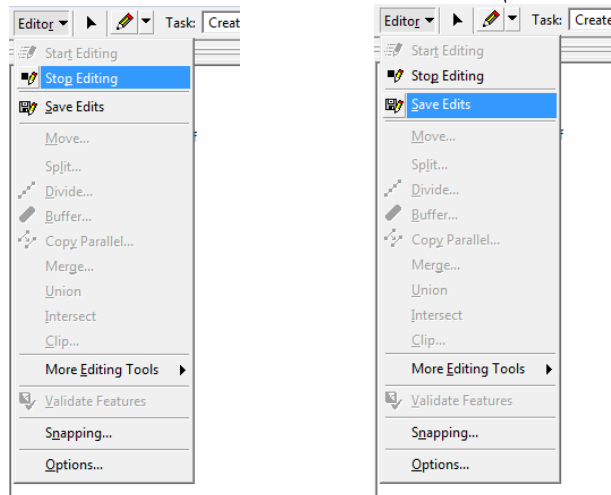 Editor Task: Create
Start Editing
Stop Editing
Save Edits
Move...
Split...
Divide...
Buffer...
Copy Parallel...
Merge...
Union
Intersect
Clip...
More Editing Tools
Validate Features
Snapping...
Options...
Editor Task: Create
Start Editing
Stop Editing
Save Edits
Move...
Split...
Divide...
Buffer...
Copy Parallel...
Merge...
Union
Intersect
Clip...
More Editing Tools
Validate Features
Snapping...
Options...